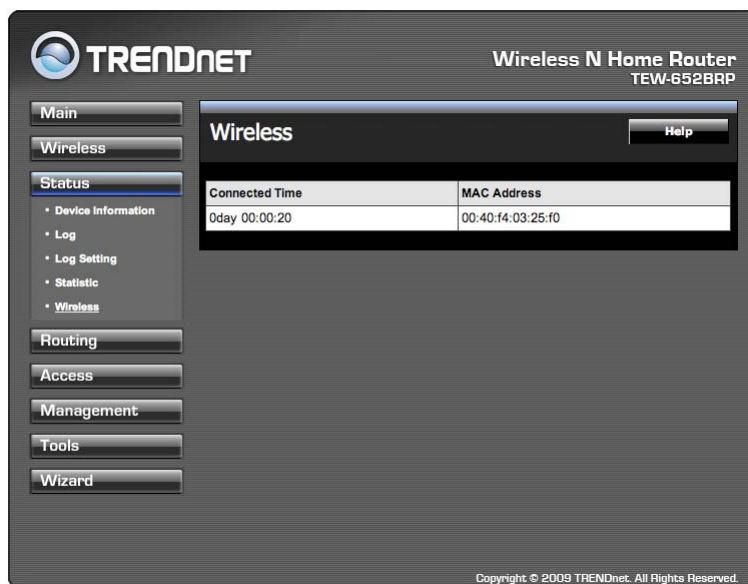 TRENDNET
Wireless N Home Router
TEW-652BRP
Main
Wireless
Status
• Device Information
• Log
• Log Setting
• Statistic
• Wireless
Routing
Access
Management
Tools
Wizard
Wireless
Help
Connected Time MAC Address
0day 00:00:20 00:40:f4:03:25:f0
Copyright © 2009 TRENDnet. All Rights Reserved.